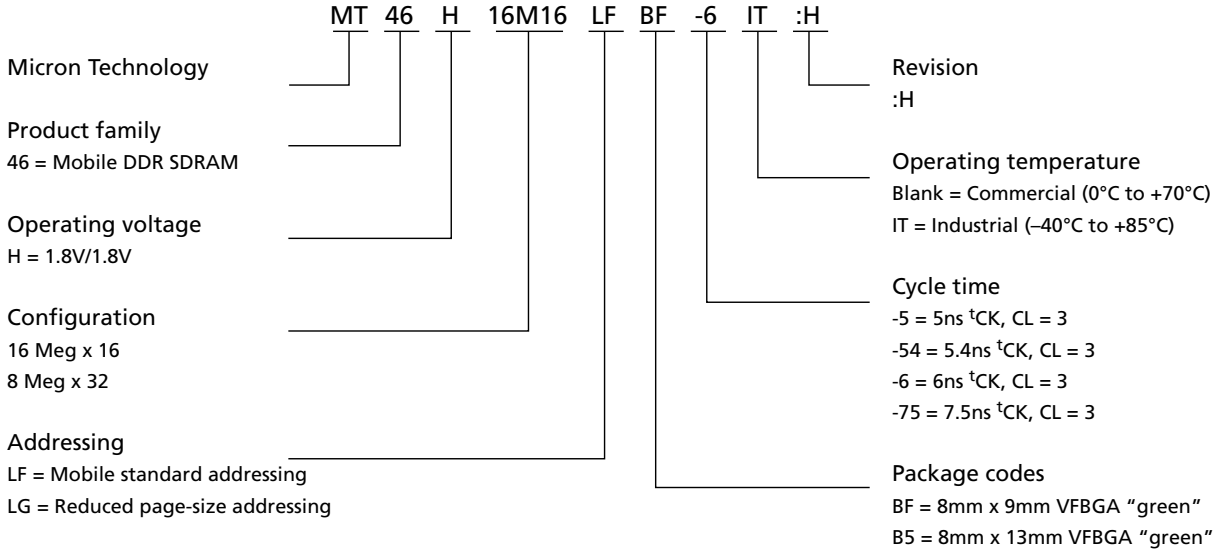 MT 46 H 16M16 LF BF -6 IT :H
Micron Technology
Product family
46 = Mobile DDR SDRAM
Operating voltage
H = 1.8V/1.8V
Configuration
16 Meg x 16
8 Meg x 32
Addressing
LF = Mobile standard addressing
LG = Reduced page-size addressing
Revision
:H
Operating temperature
Blank = Commercial (0°C to +70°C)
IT = Industrial (–40°C to +85°C)
Cycle time
-5 = 5ns tCK, CL = 3
-54 = 5.4ns tCK, CL = 3
-6 = 6ns tCK, CL = 3
-75 = 7.5ns tCK, CL = 3
Package codes
BF = 8mm x 9mm VFBGA “green”
B5 = 8mm x 13mm VFBGA “green”